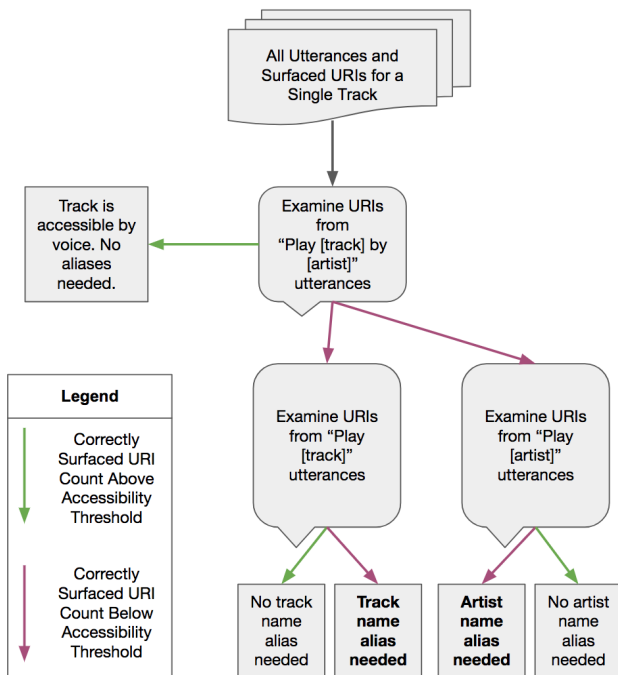 All Utterances and
Surfaced URIs for a
Single Track
Track is
accessible by
voice. No
aliases
needed.
Examine URIs
from
“Play [track] by
[artist]”
utterances
Legend
Correctly
Surfaced URI
Count Above
Accessibility
Threshold
Correctly
Surfaced URI
Count Below
Accessibility
Threshold
Examine URIs
from “Play
[track]”
utterances
Examine URIs
from “Play
[artist]”
utterances
No track
name
alias
needed
Track
name
alias
needed
Artist
name
alias
needed
No artist
name
alias
needed